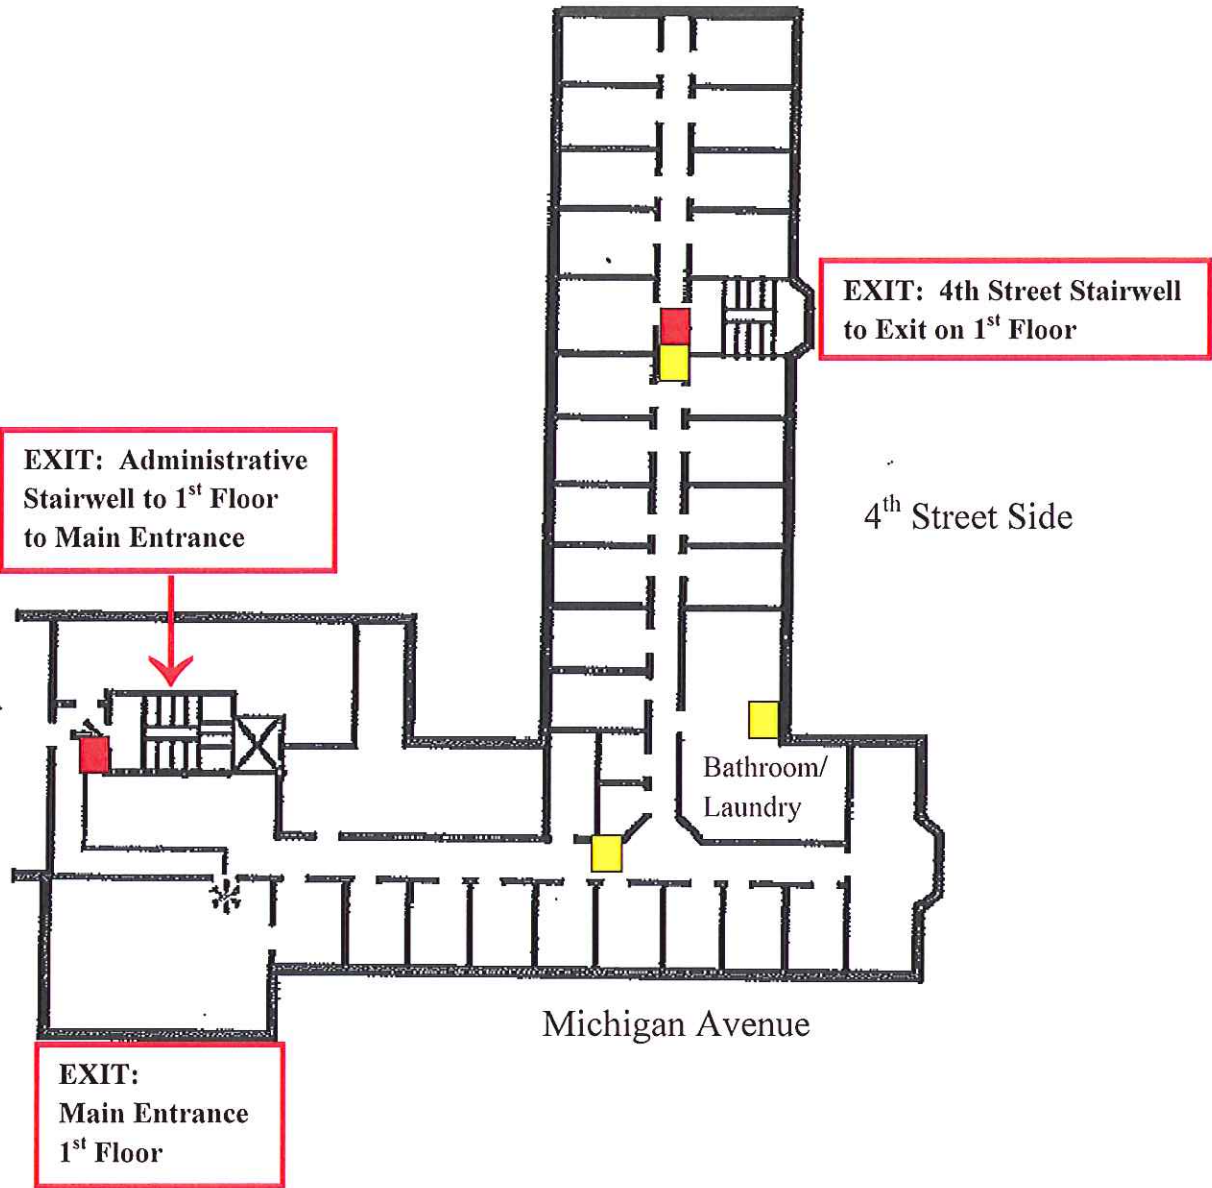 EXIT: 4th Street Stairwell
to Exit on 1st Floor
EXIT: Administrative
Stairwell to 1st Floor
to Main Entrance
4th Street Side
Bathroom/
Laundry
Michigan Avenue
EXIT:
Main Entrance
1st Floor